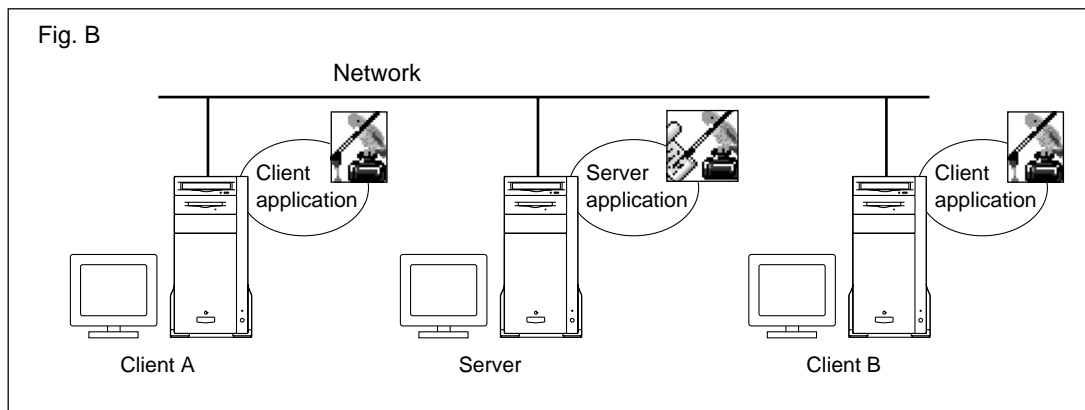 Fig. B
Network
Client
application
Server
application
Client
application
Client A
Server
Client B